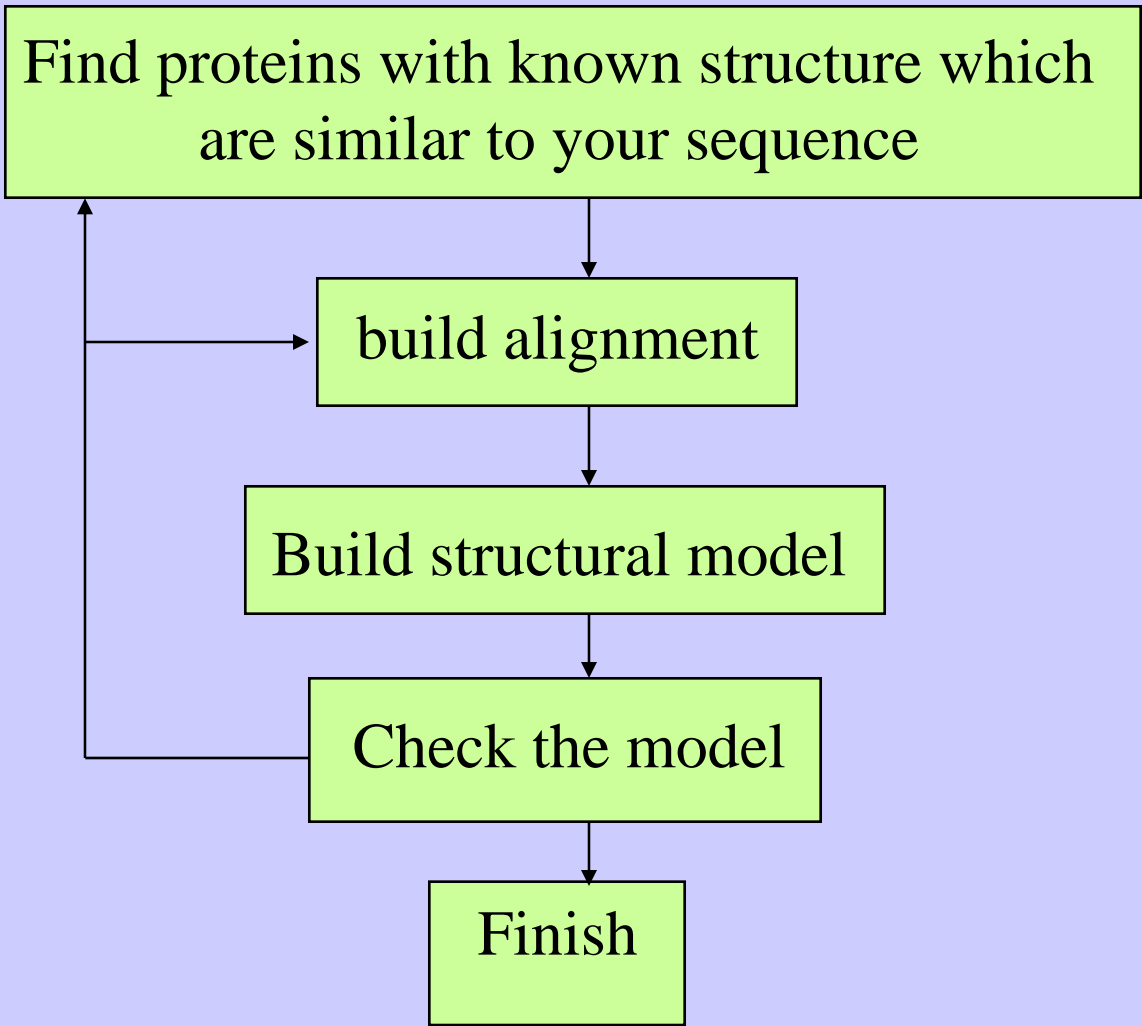 Find proteins with known structure which
are similar to your sequence
build alignment
Build structural model
Check the model
Finish